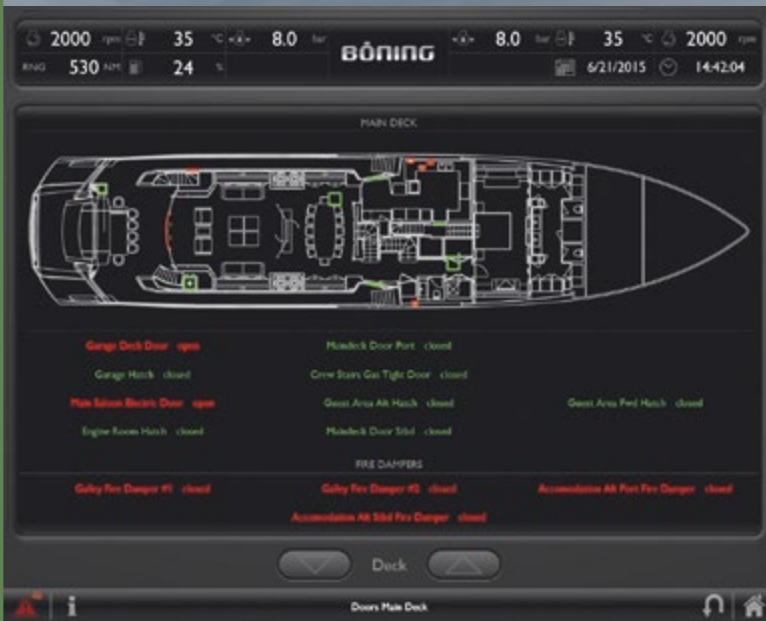 2000 rpm 35 °C 8.0 bar BÖNING 8.0 bar 35 °C 2000 rpm
RNG 530 NM 24 % 6/21/2015 14:42:04
MAIN DECK
Garage Deck Door open Maindeck Door Port closed
Garage Hatch closed Crew Stairs Gas Tight Door closed
Main Saloon Electric Door open Guest Area Aft Hatch closed Guest Area Fwd Hatch closed
Engine Room Hatch closed Maindeck Door Stbd closed
FIRE DAMPERS
Galley Fire Damper #1 closed Galley Fire Damper #2 closed Accomodation Aft Port Fire Damper closed
Accomodation Aft Stbd Fire Damper closed
Deck
Doors Main Deck